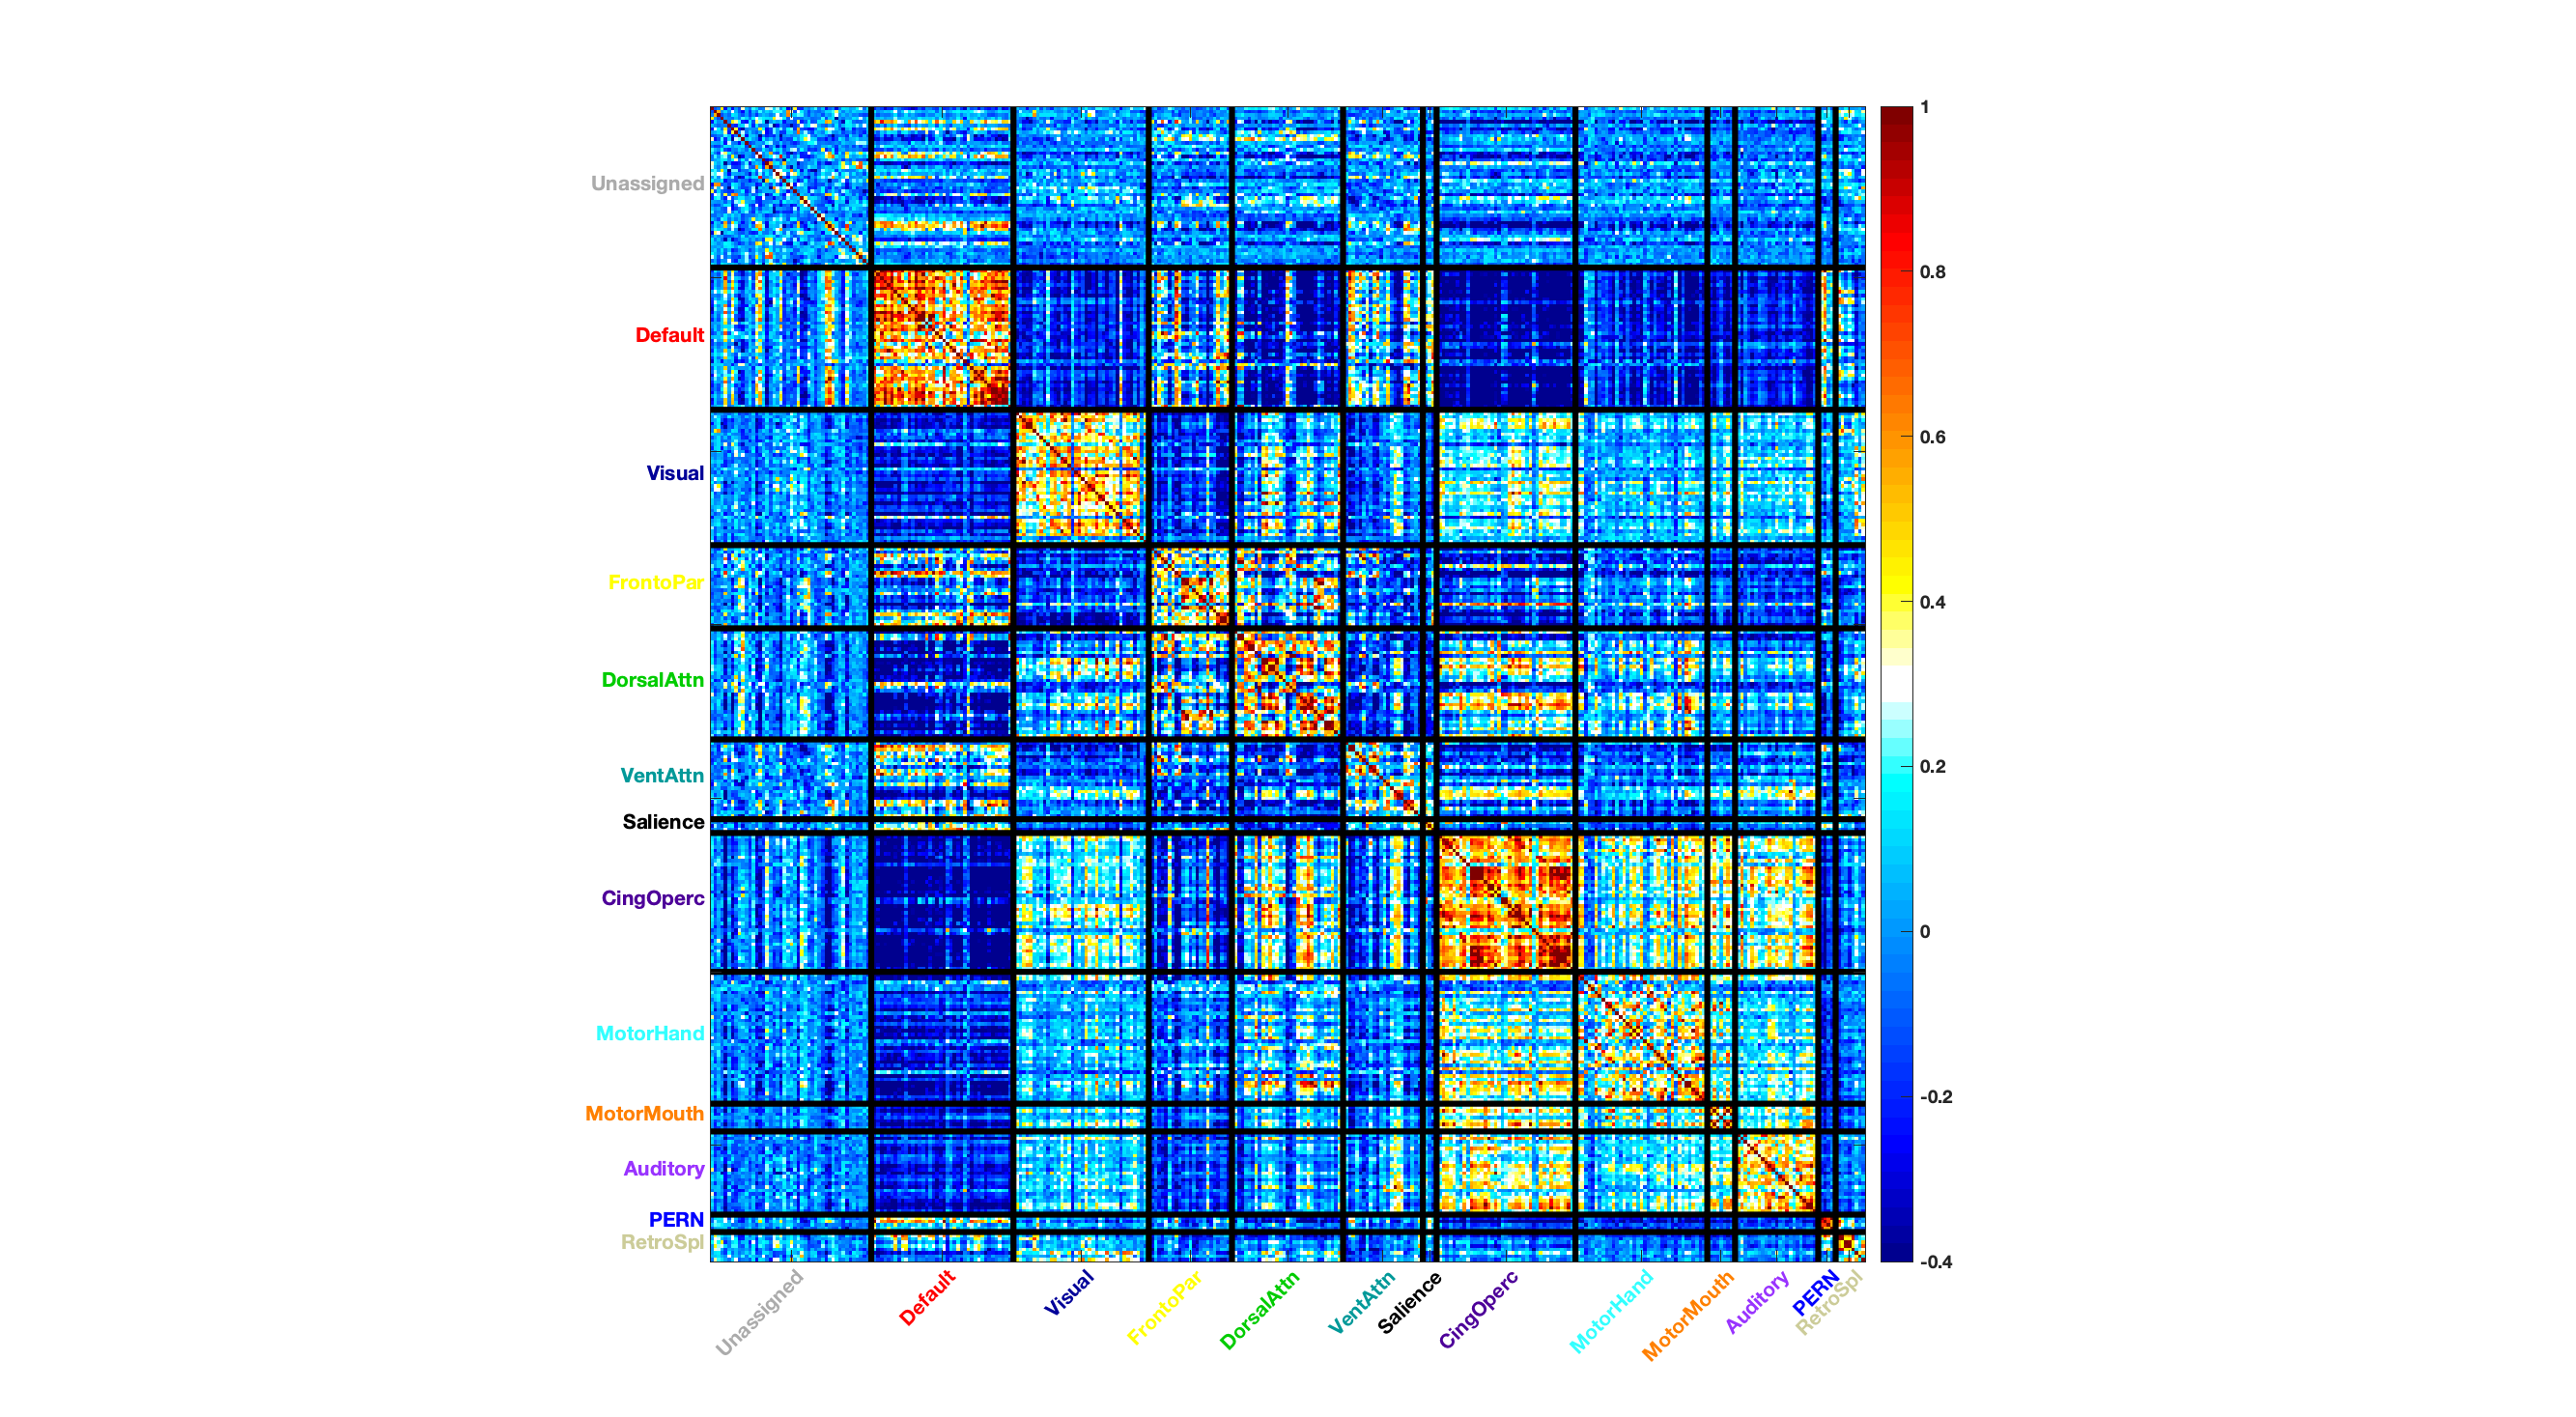 Unassigned
Default
Visual
FrontoPar
DorsalAttn
VentAttn
Salience
CingOperc
MotorHand
MotorMouth
Auditory
PERN
RetroSpl
Unassigned
Default
Visual
FrontoPar
DorsalAttn
VentAttn
Salience
CingOperc
MotorHand
MotorMouth
Auditory
PERN
RetroSpl
1
0.8
0.6
0.4
0.2
0
-0.2
-0.4